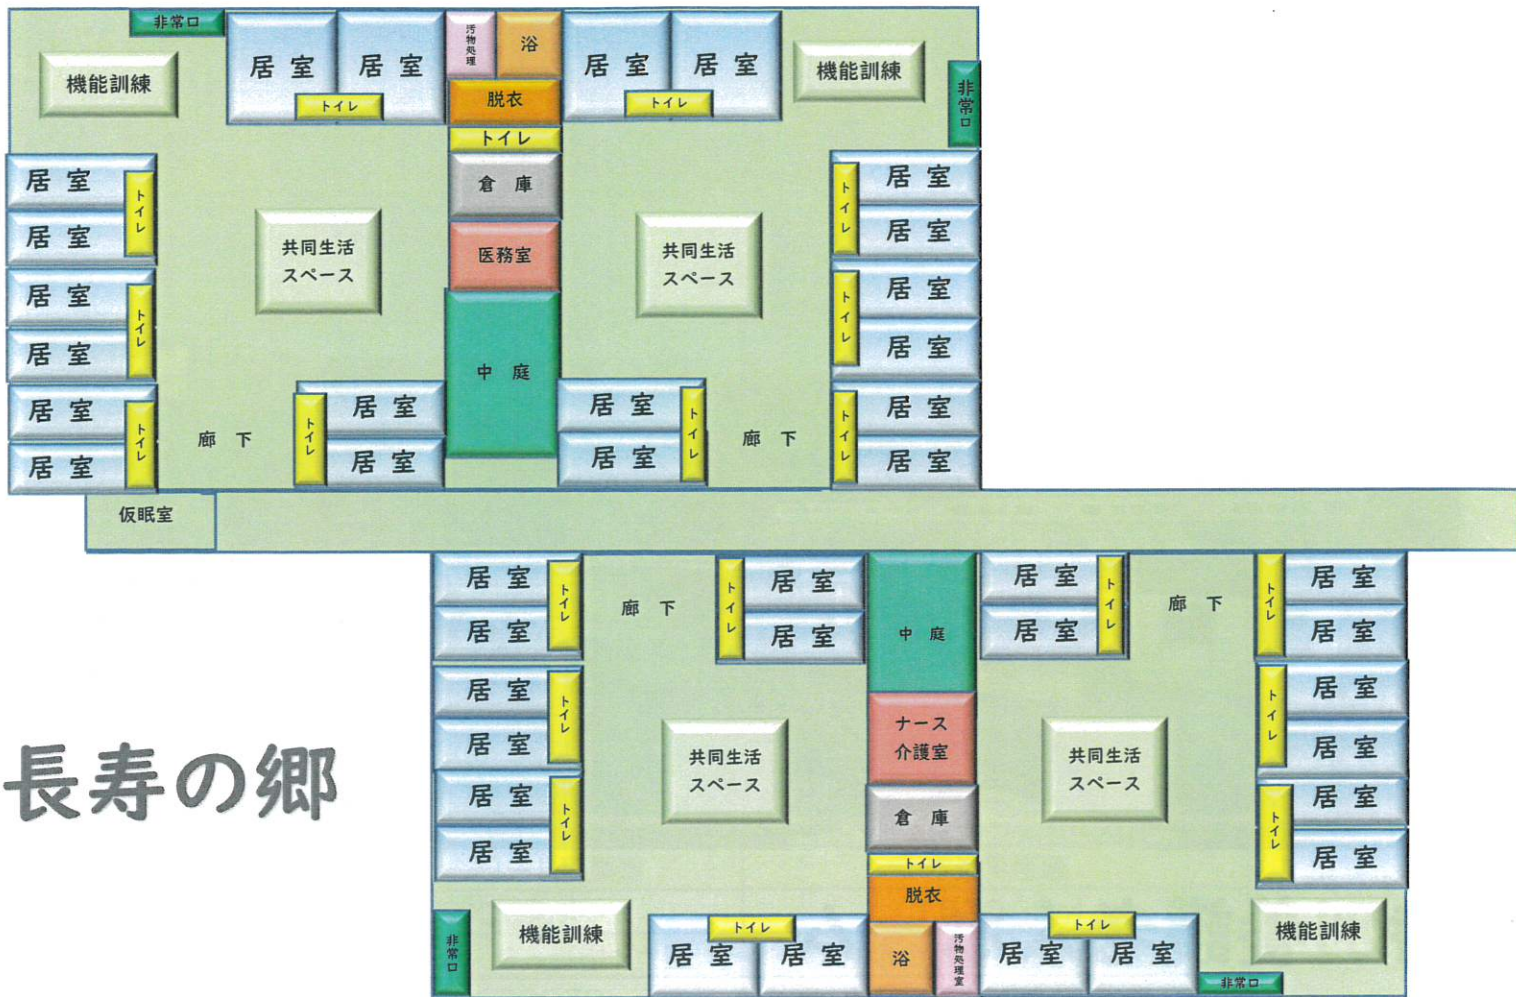 非常口
居室
居室
汚物処理
浴
居室
居室
機能訓練
機能訓練
非常口
トイレ
脱衣
トイレ
トイレ
居室
トイレ
倉庫
トイレ
居室
居室
居室
共同生活
スペース
医務室
共同生活
スペース
居室
トイレ
トイレ
居室
居室
居室
中庭
居室
トイレ
居室
居室
居室
トイレ
トイレ
居室
廊下
トイレ
居室
居室
廊下
居室
仮眠室
居室
トイレ
廊下
トイレ
居室
中庭
居室
トイレ
廊下
トイレ
居室
居室
居室
居室
居室
居室
トイレ
ナース
介護室
トイレ
居室
居室
共同生活
スペース
共同生活
スペース
居室
長寿の郷
居室
トイレ
倉庫
トイレ
居室
居室
トイレ
居室
脱衣
非常口
機能訓練
トイレ
居室
居室
浴
汚物処理室
トイレ
居室
居室
機能訓練
非常口